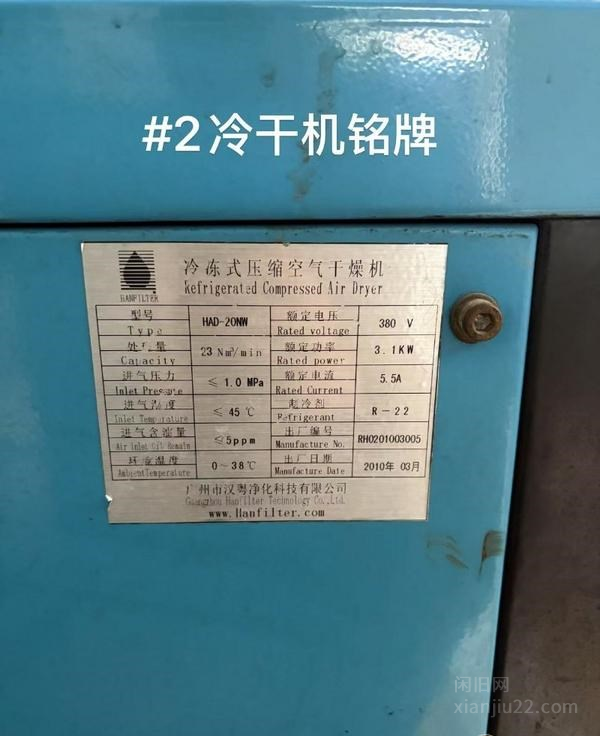 #2冷干机铭牌
HANFILTER
冷冻式压缩空气干燥机
Refrigerated Compressed Air Dryer
型号 HAD-20NW 额定电压 380 V
Type Rated voltage
处理量 23 Nm³/min 额定功率 3.1KW
Capacity Rated power
进气压力 ≤ 1.0 MPa 额定电流 5.5A
Inlet Pressure Rated Current
进气温度 ≤ 45℃ 制冷剂 R-22
Inlet Temperature Refrigerant
进气含油量 ≤5ppm 出厂编号 RH0201003005
Air Inlet Oil Remain Manufacture No.
环境温度 0~38℃ 出厂日期 2010年 03月
AmbientTemperature Manufacture Date
广州市汉粤净化科技有限公司
Guangzhou Hanfilter Technology Co.,Ltd.
www.Hanfilter.com
闲旧网
xianjiu22.com